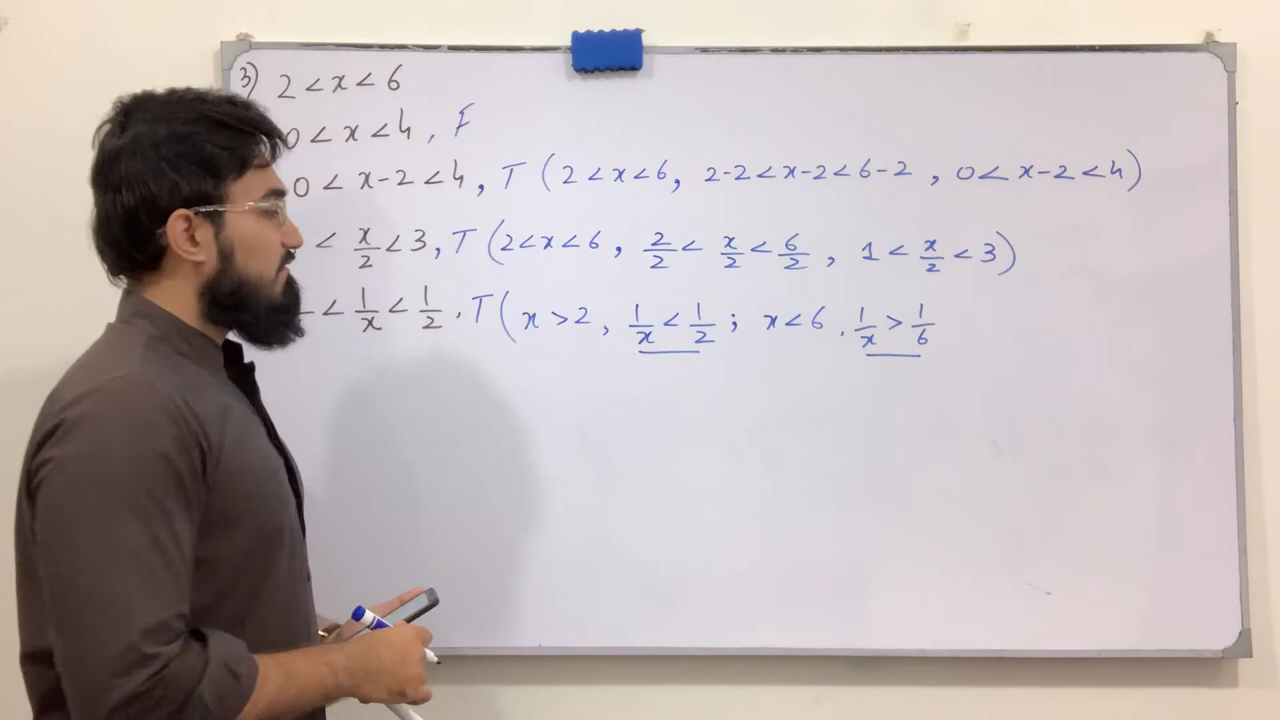 3) 2 < x < 6
0 < x < 4 , F
0 < x-2 < 4 , T ( 2 < x < 6 , 2-2 < x-2 < 6-2 , 0 < x-2 < 4 )
< x/2 < 3 , T ( 2 < x < 6 , 2/2 < x/2 < 6/2 , 1 < x/2 < 3 )
< 1/x < 1/2 . T ( x > 2 , 1/x < 1/2 ; x < 6 . 1/x > 1/6